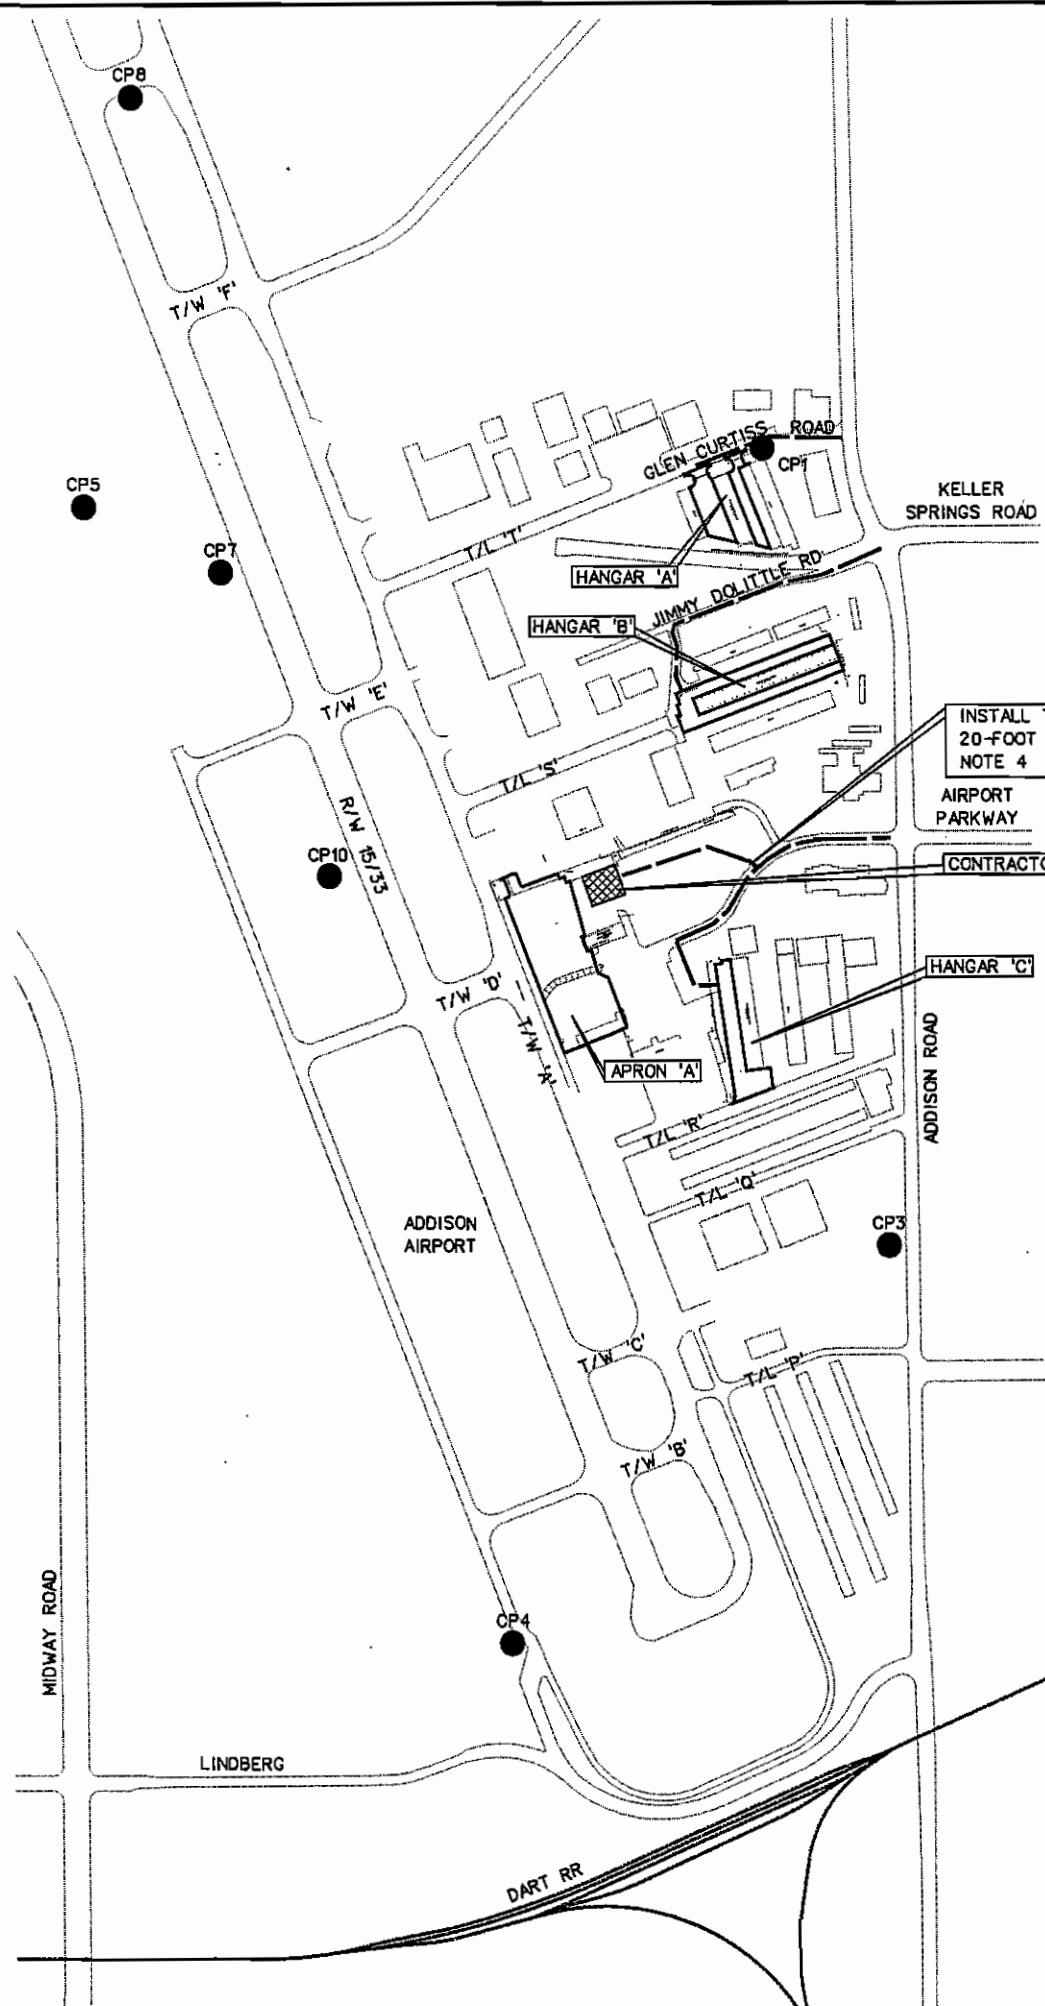 CP8
T/W 'F'
GLEN CURTISS ROAD
CP1
CP5
KELLER
SPRINGS ROAD
CP7
T/L 'T'
HANGAR 'A'
JIMMY DOLITTLE RD
HANGAR 'B'
T/W 'E'
INSTALL
20-FOOT
NOTE 4
T/L 'S'
AIRPORT
PARKWAY
R/W 15/33
CP10
CONTRACTO
HANGAR 'C'
T/W 'D'
T/W 'A'
APRON 'A'
ADDISON ROAD
T/L 'R'
T/L 'Q'
ADDISON
AIRPORT
CP3
T/W 'C'
T/L 'P'
T/W 'B'
MIDWAY ROAD
CP4
LINDBERG
DART RR